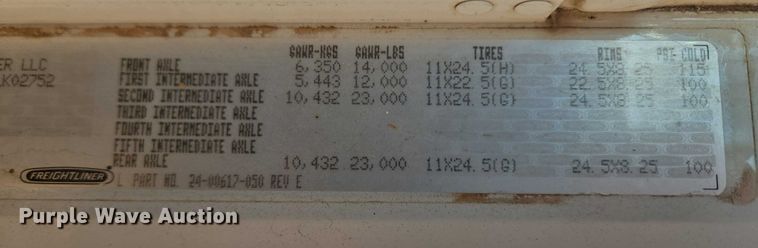 GAWR-KGS GAWR-LBS TIRES RIMS PSI COLD
ER LLC FRONT AXLE 6,350 14,000 11X24.5(H) 24.5X8.25 115
K02752 FIRST INTERMEDIATE AXLE 5,443 12,000 11X22.5(G) 22.5X8.25 100
SECOND INTERMEDIATE AXLE 10,432 23,000 11X24.5(G) 24.5X8.25 100
THIRD INTERMEDIATE AXLE
FOURTH INTERMEDIATE AXLE
FIFTH INTERMEDIATE AXLE
REAR AXLE 10,432 23,000 11X24.5(G) 24.5X8.25 100
FREIGHTLINER L PART NO. 24-00617-050 REV E
Purple Wave Auction